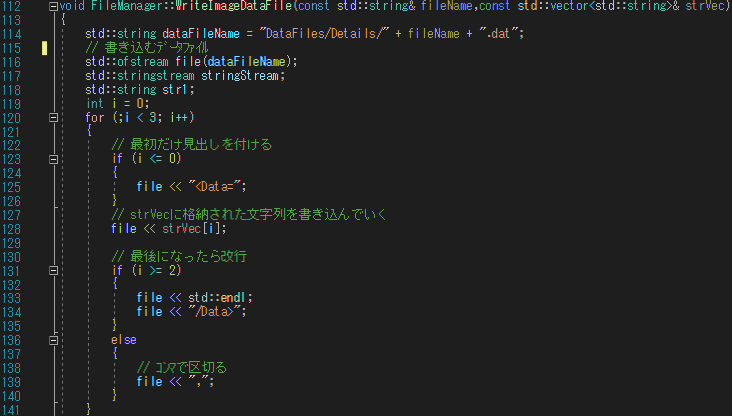 112 void FileManager::WriteImageDataFile(const std::string& fileName,const std::vector<std::string>& strVec)
113 {
114 std::string dataFileName = "DataFiles/Details/" + fileName + ".dat";
115 // 書き込むデータファイル
116 std::ofstream file(dataFileName);
117 std::stringstream stringStream;
118 std::string str1;
119 int i = 0;
120 for (;i < 3; i++)
121 {
122 // 最初だけ見出しを付ける
123 if (i <= 0)
124 {
125 file << "<Data=";
126 }
127 // strVecに格納された文字列を書き込んでいく
128 file << strVec[i];
129
130 // 最後になったら改行
131 if (i >= 2)
132 {
133 file << std::endl;
134 file << "/Data>";
135 }
136 else
137 {
138 // コンマで区切る
139 file << ",";
140 }
141 }